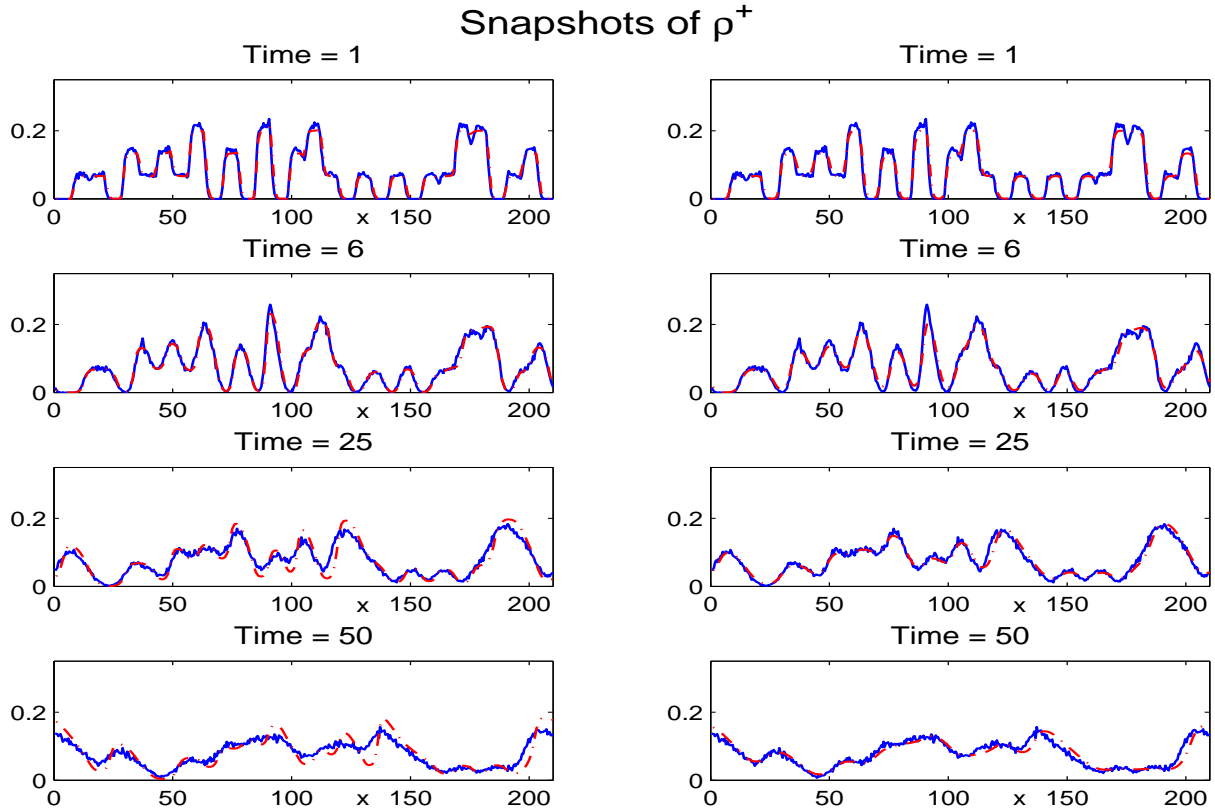 Snapshots of ρ+
Time = 1 Time = 1
0.2 0.2
0 0
0 50 100 x 150 200 0 50 100 x 150 200
Time = 6 Time = 6
0.2 0.2
0 0
0 50 100 x 150 200 0 50 100 x 150 200
Time = 25 Time = 25
0.2 0.2
0 0
0 50 100 x 150 200 0 50 100 x 150 200
Time = 50 Time = 50
0.2 0.2
0 0
0 50 100 x 150 200 0 50 100 x 150 200